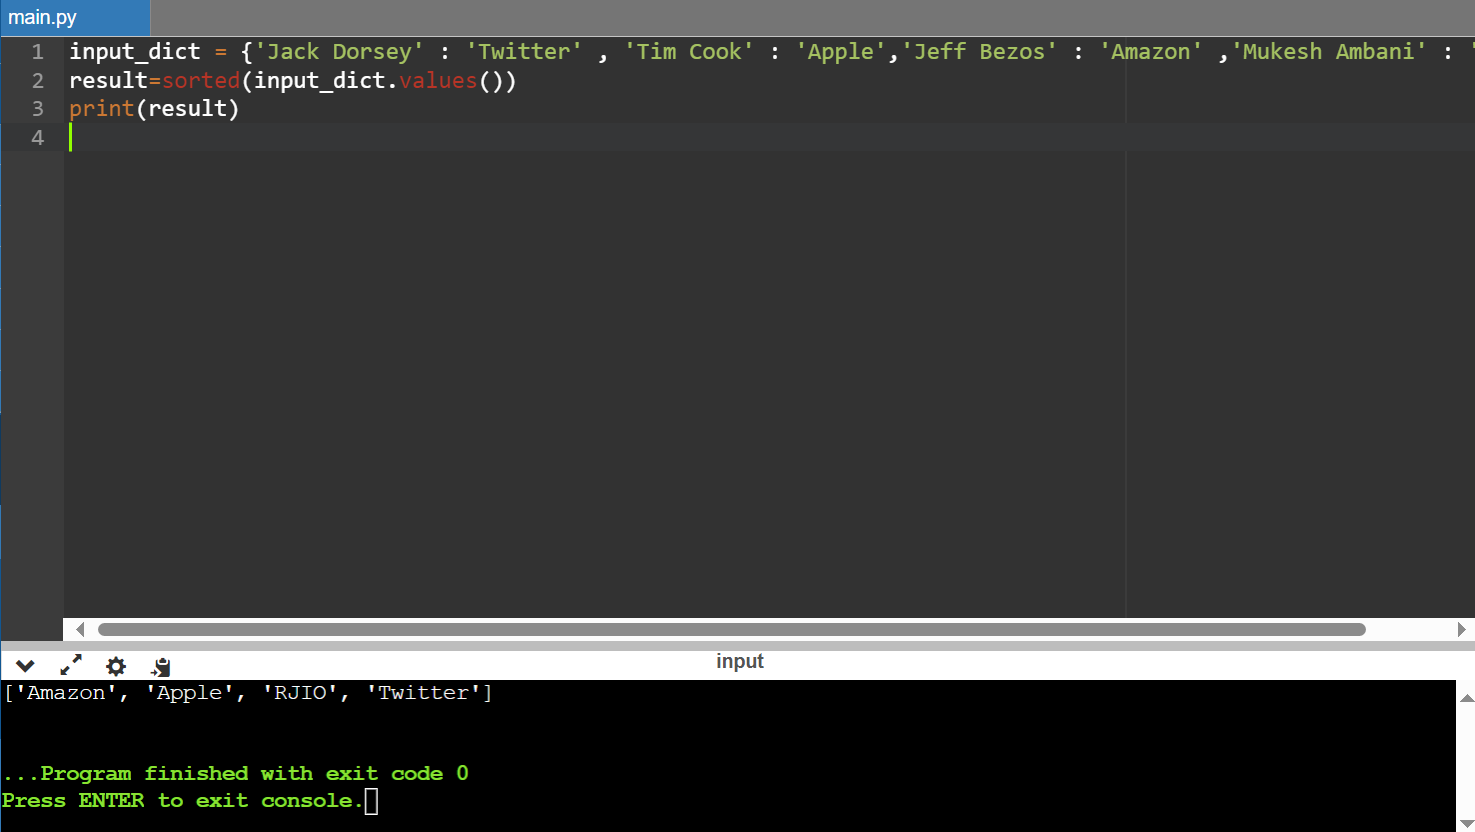 main.py
1 input_dict = {'Jack Dorsey' : 'Twitter' , 'Tim Cook' : 'Apple','Jeff Bezos' : 'Amazon' ,'Mukesh Ambani' : '
2 result=sorted(input_dict.values())
3 print(result)
4
input
['Amazon', 'Apple', 'RJIO', 'Twitter']
...Program finished with exit code 0
Press ENTER to exit console.